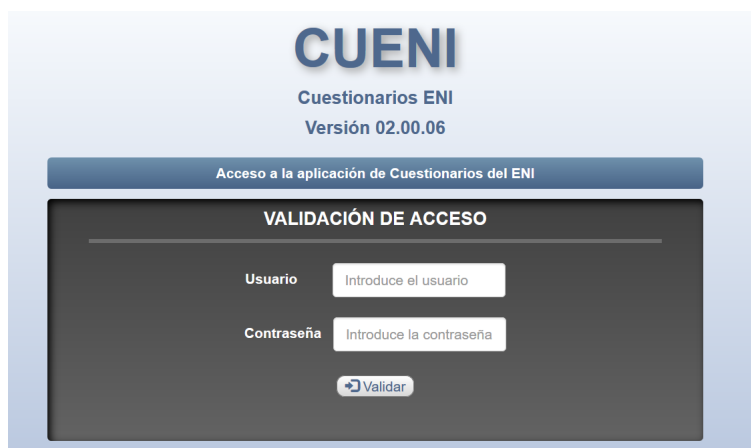 CUENI
Cuestionarios ENI
Versión 02.00.06
Acceso a la aplicación de Cuestionarios del ENI
VALIDACIÓN DE ACCESO
Usuario Introduce el usuario
Contraseña Introduce la contraseña
Validar